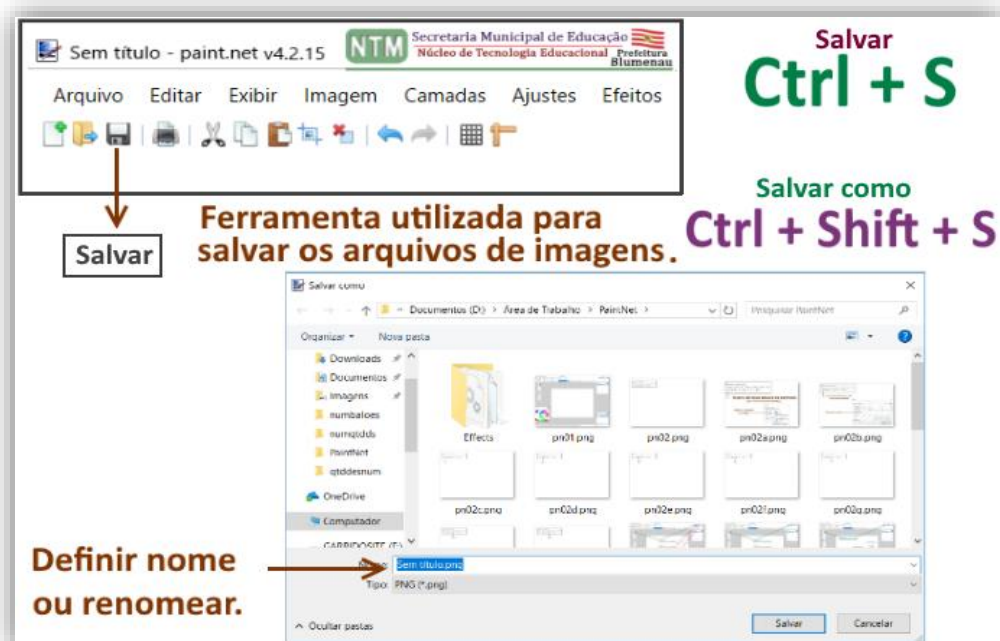 Sem título - paint.net v4.2.15
NTM
Secretaria Municipal de Educação
Núcleo de Tecnologia Educacional
Prefeitura
Blumenau
Arquivo Editar Exibir Imagem Camadas Ajustes Efeitos
Salvar
Ctrl + S
Salvar como
Ctrl + Shift + S
Salvar
Ferramenta utilizada para
salvar os arquivos de imagens.
Salvar como
Documentos (D:) > Área de Trabalho > PaintNet >
Pesquisar PaintNet
Organizar
Nova pasta
Downloads
Documentos
Imagens
numbaloes
numqtdds
PaintNet
qtddesnum
OneDrive
Computador
Effects
pn01.png
pn02.png
pn02a.png
pn02b.png
pn02c.png
pn02d.png
pn02e.png
pn02f.png
pn02g.png
Definir nome
ou renomear.
Sem título.png
Tipo: PNG (*.png)
Ocultar pastas
Salvar
Cancelar